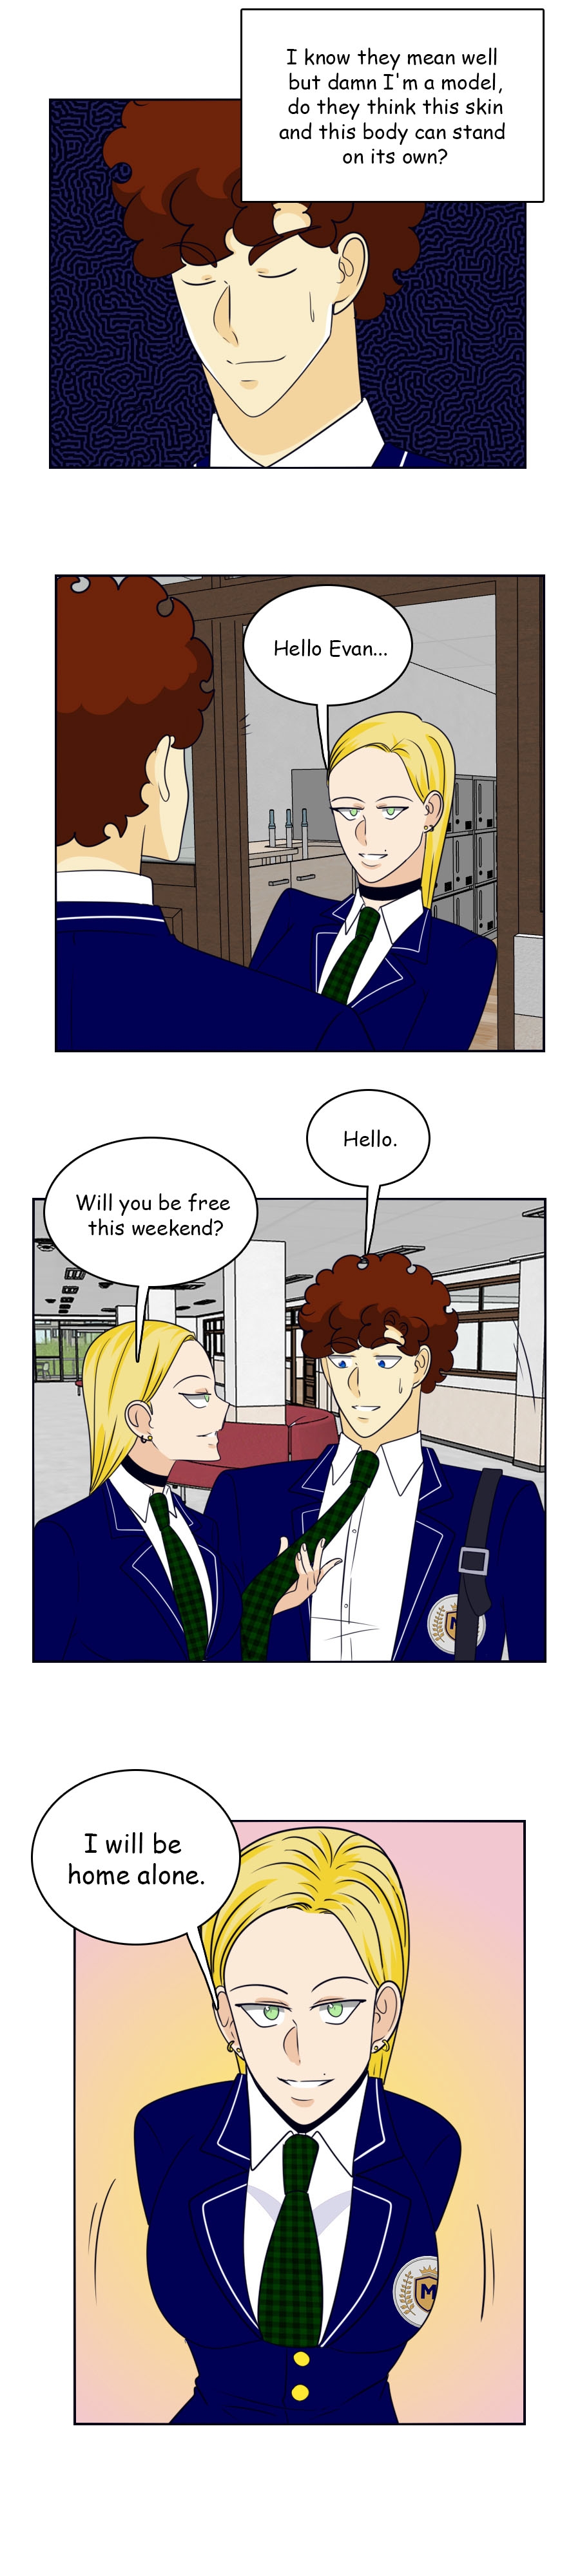 I know they mean well
but damn I'm a model,
do they think this skin
and this body can stand
on its own?
Hello Evan...
Hello.
Will you be free
this weekend?
I will be
home alone.
M